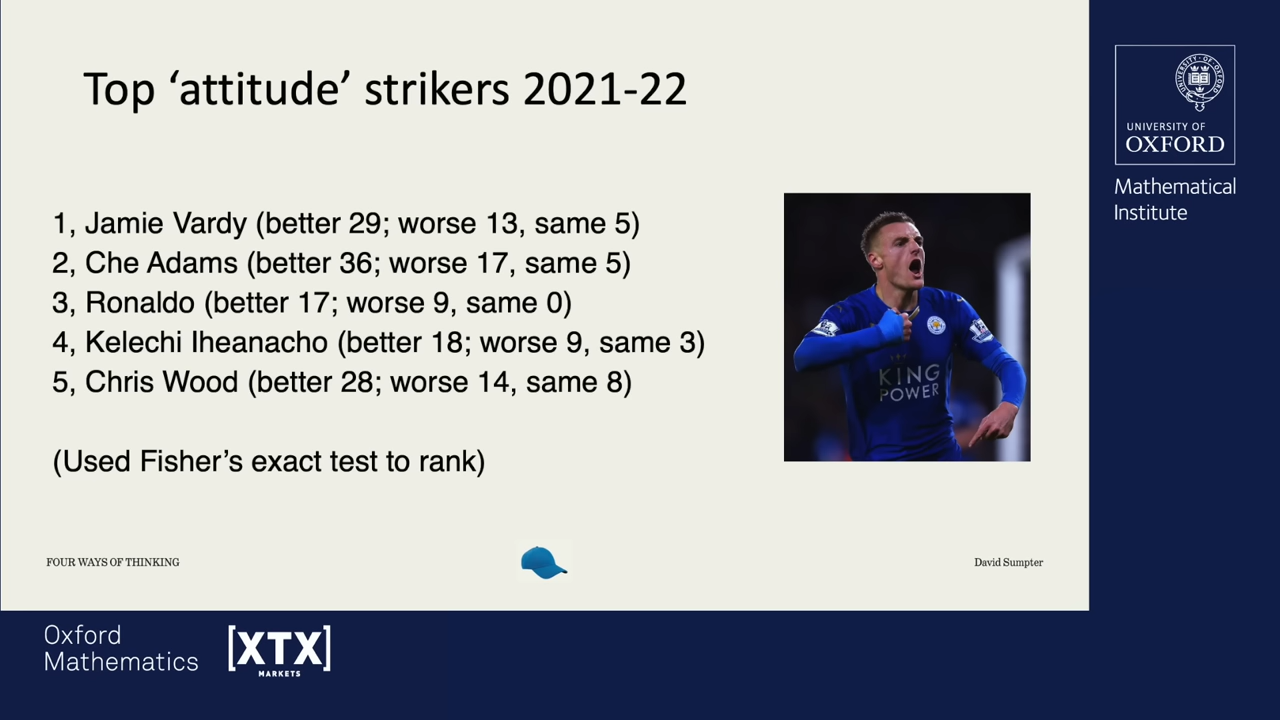 Top ‘attitude’ strikers 2021-22
1, Jamie Vardy (better 29; worse 13, same 5)
2, Che Adams (better 36; worse 17, same 5)
3, Ronaldo (better 17; worse 9, same 0)
4, Kelechi Iheanacho (better 18; worse 9, same 3)
5, Chris Wood (better 28; worse 14, same 8)
(Used Fisher’s exact test to rank)
KING
POWER
FOUR WAYS OF THINKING
David Sumpter
UNIVERSITY OF
OXFORD
Mathematical
Institute
Oxford
Mathematics
[XTX]
MARKETS